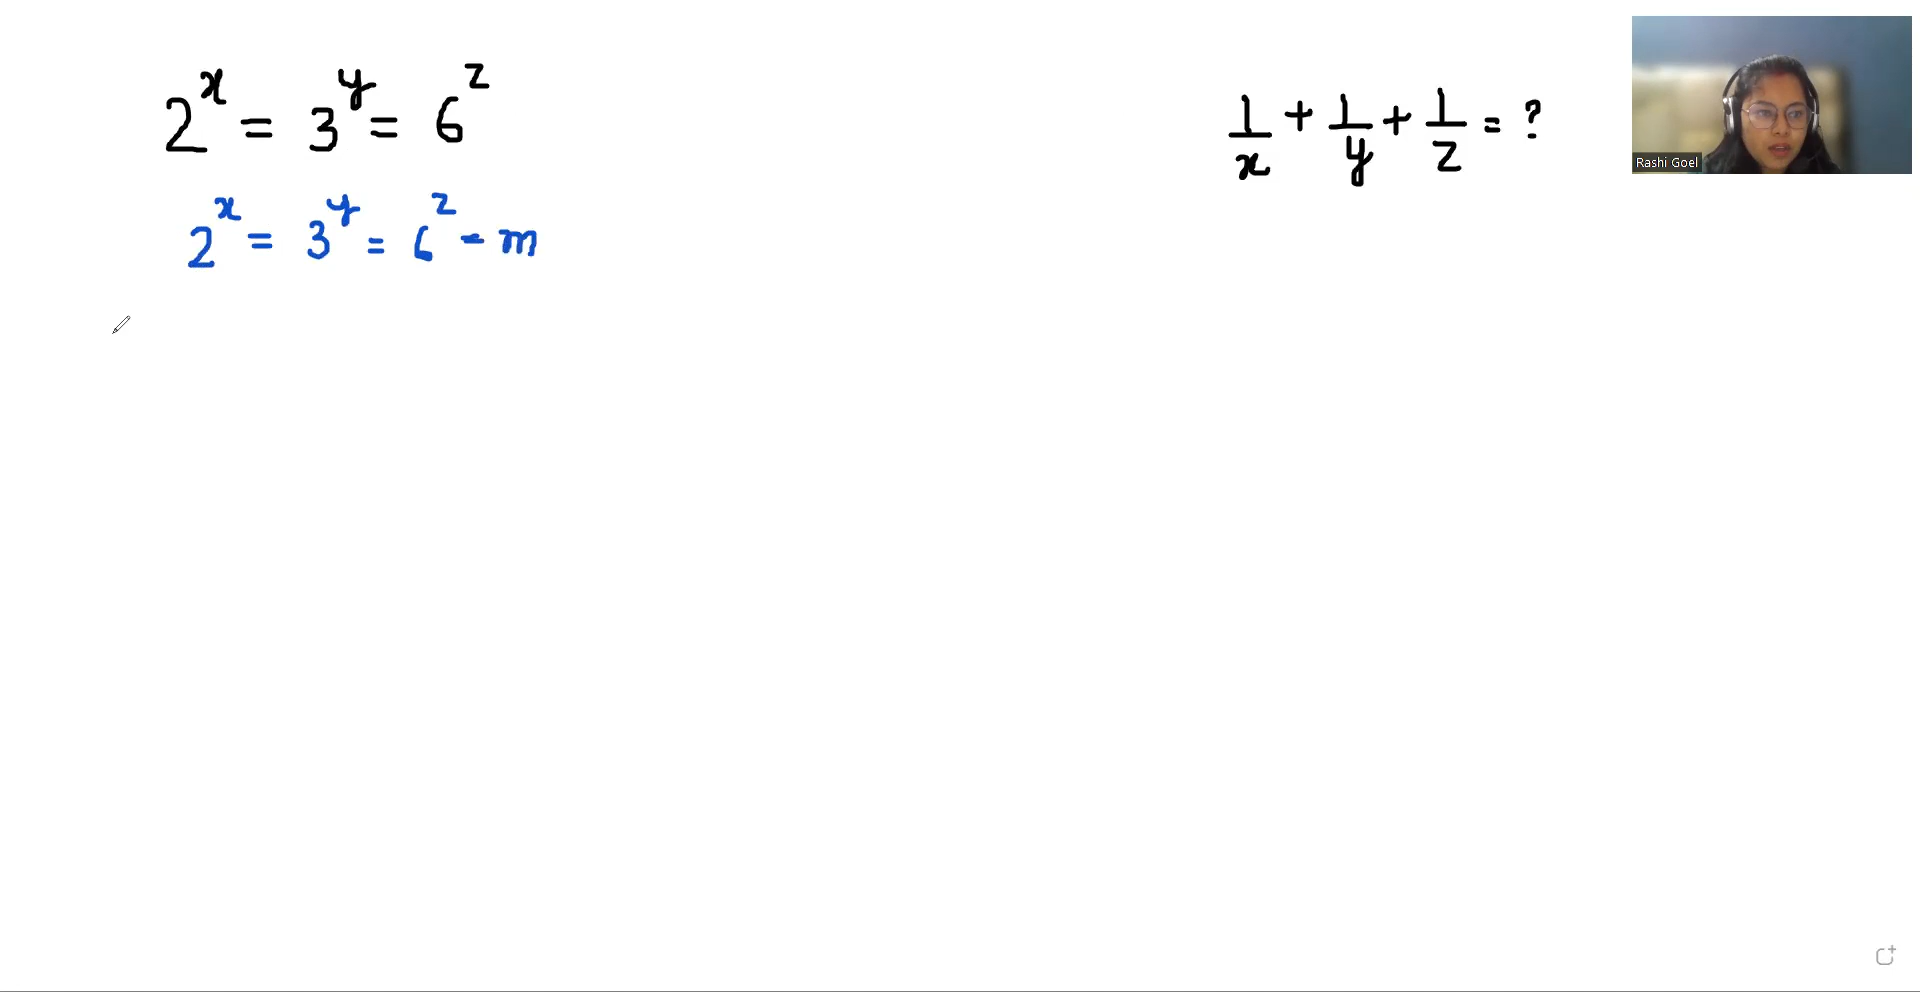 2^x = 3^y = 6^z
1/x + 1/y + 1/z = ?
Rashi Goel
2^x = 3^y = 6^z = m